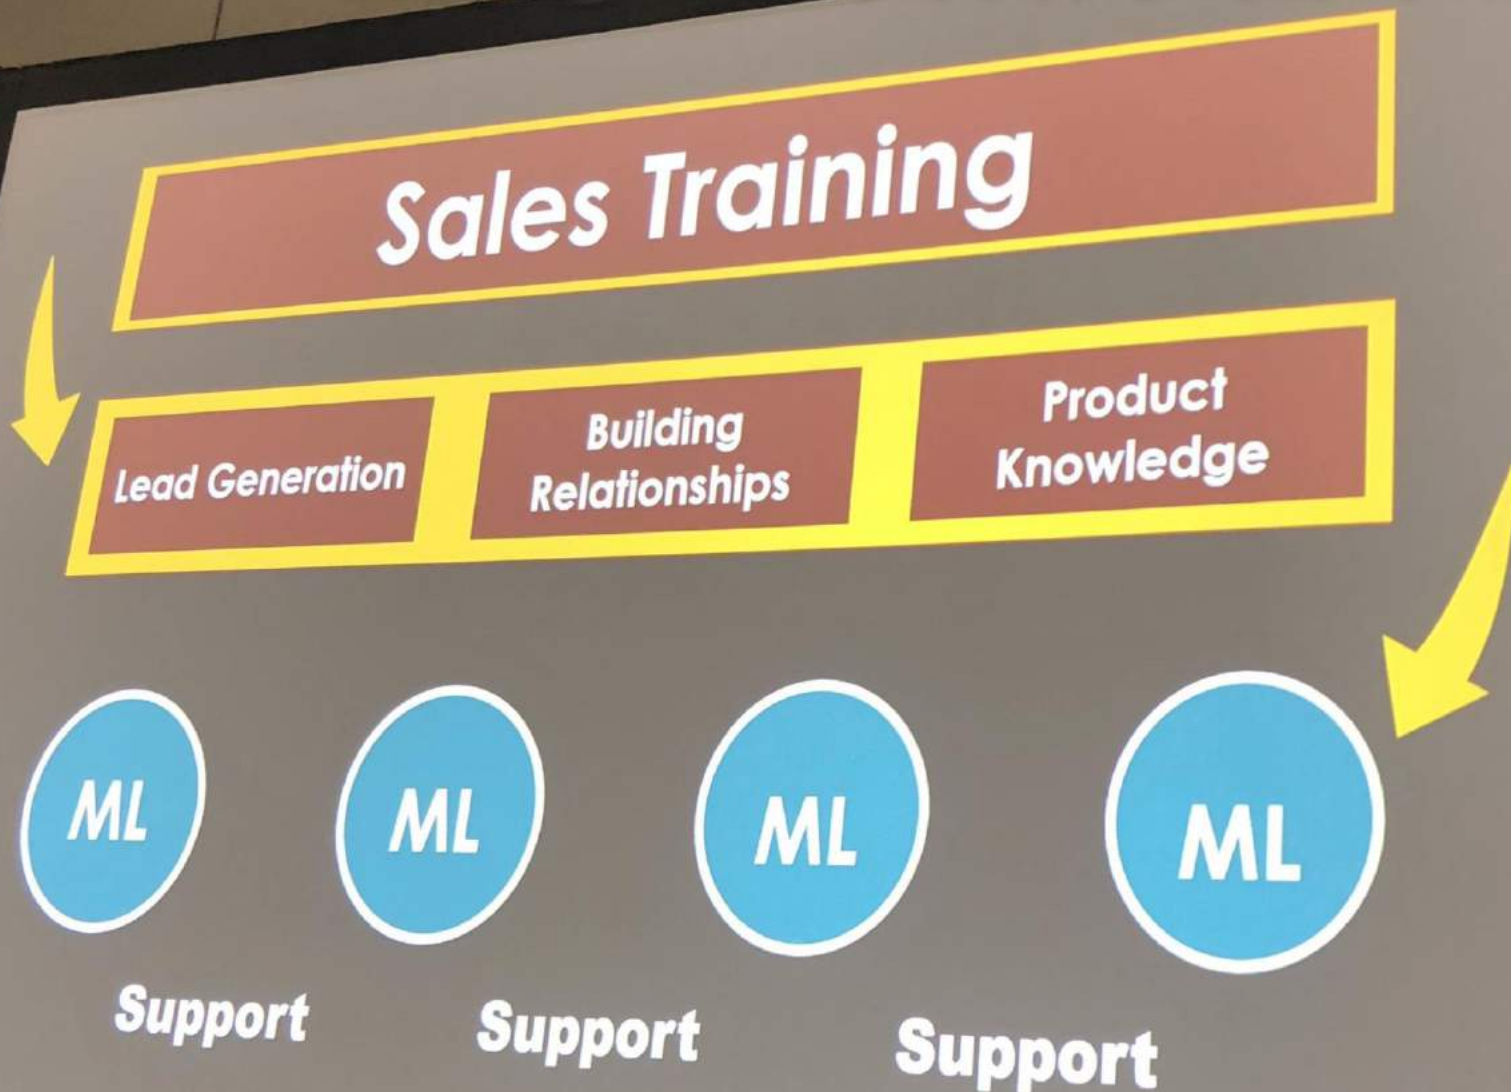 Sales Training
Lead Generation
Building
Relationships
Product
Knowledge
ML
ML
ML
ML
Support
Support
Support